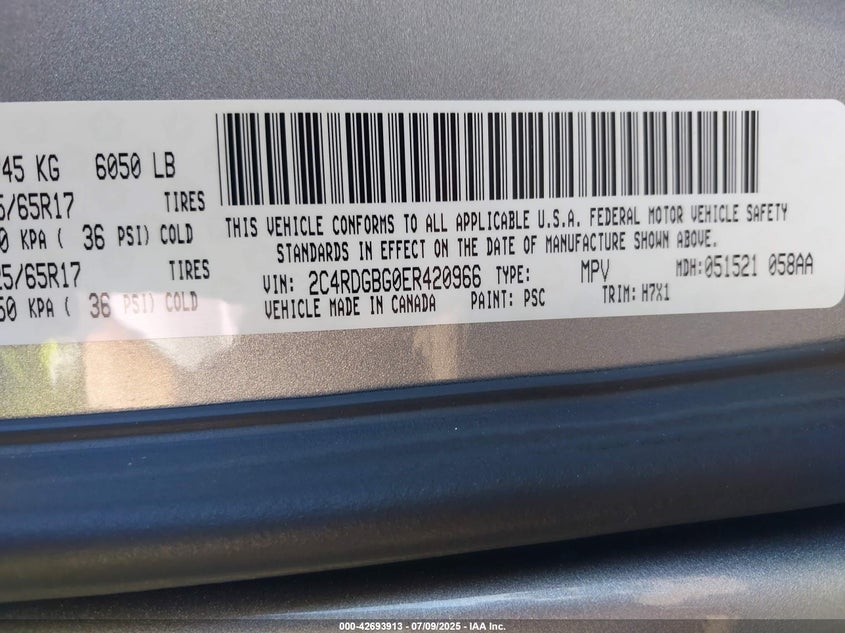 45 KG 6050 LB
/65R17 TIRES
0 KPA ( 36 PSI) COLD
5/65R17 TIRES
50 KPA ( 36 PSI) COLD
THIS VEHICLE CONFORMS TO ALL APPLICABLE U.S.A. FEDERAL MOTOR VEHICLE SAFETY
STANDARDS IN EFFECT ON THE DATE OF MANUFACTURE SHOWN ABOVE.
VIN: 2C4RDGBG0ER420966 TYPE: MPV MDH: 051521 058AA
VEHICLE MADE IN CANADA PAINT: PSC TRIM: H7X1
000-42693913 - 07/09/2025 - IAA Inc.